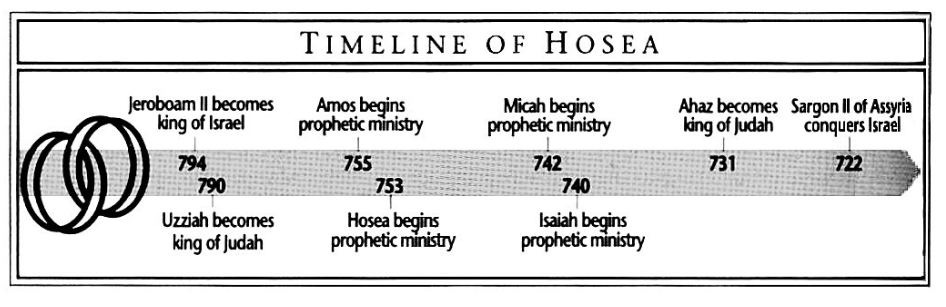 TIMELINE OF HOSEA
Jeroboam II becomes
king of Israel
Amos begins
prophetic ministry
Micah begins
prophetic ministry
Ahaz becomes
king of Judah
Sargon II of Assyria
conquers Israel
794
755
742
731
722
790
753
740
Uzziah becomes
king of Judah
Hosea begins
prophetic ministry
Isaiah begins
prophetic ministry